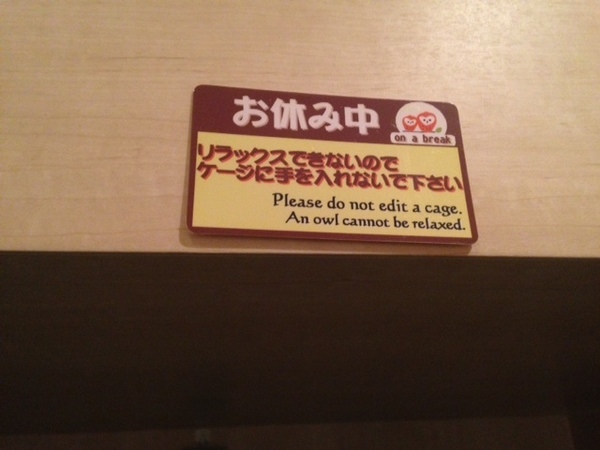 お休み中
on a break
リラックスできないので
ケージに手を入れないで下さい
Please do not edit a cage.
An owl cannot be relaxed.